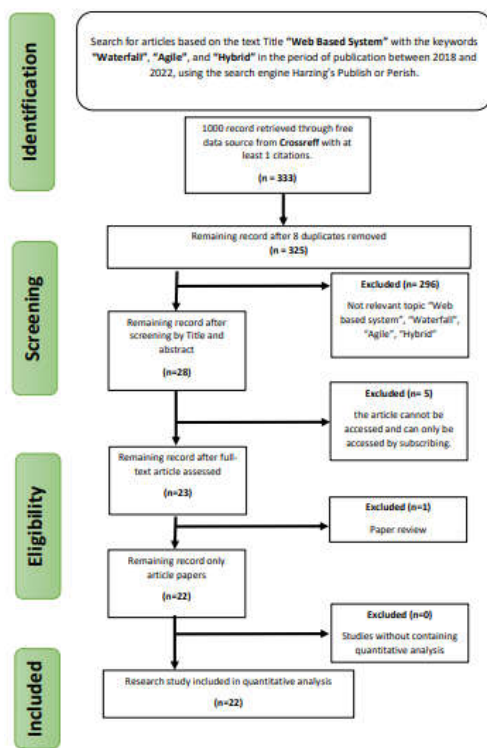 Identification
Search for articles based on the text Title "Web Based System" with the keywords
"Waterfall", "Agile", and "Hybrid" in the period of publication between 2018 and
2022, using the search engine Harzing's Publish or Perish.
1000 record retrieved through free
data source from Crossreff with at
least 1 citations.
(n = 333)
Screening
Remaining record after 8 duplicates removed
(n = 325)
Excluded (n= 296)
Not relevant topic "Web
based system", "Waterfall",
"Agile", "Hybrid"
Remaining record after
screening by Title and
abstract
(n=28)
Excluded (n= 5)
the article cannot be
accessed and can only be
accessed by subscribing.
Eligibility
Remaining record after full-
text article assessed
(n=23)
Excluded (n=1)
Paper review
Remaining record only
article papers
(n=22)
Excluded (n=0)
Studies without containing
quantitative analysis
Included
Research study included in quantitative analysis
(n=22)